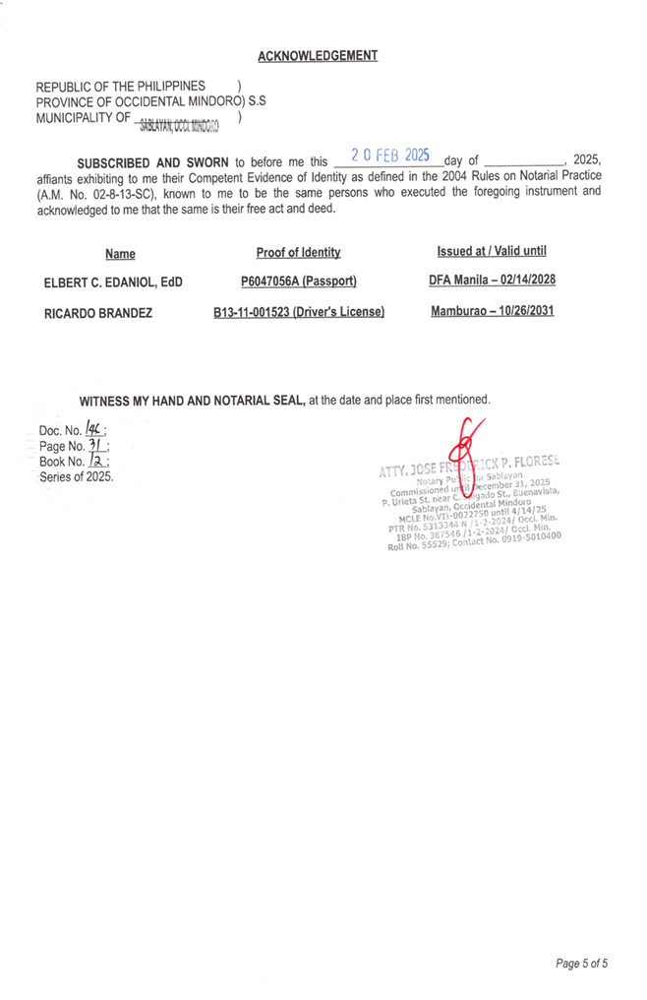 ACKNOWLEDGEMENT
REPUBLIC OF THE PHILIPPINES )
PROVINCE OF OCCIDENTAL MINDORO) S.S
MUNICIPALITY OF SABLAYAN, OCCI. MINDORO )
SUBSCRIBED AND SWORN to before me this 20 FEB 2025 day of ____________, 2025,
affiants exhibiting to me their Competent Evidence of Identity as defined in the 2004 Rules on Notarial Practice
(A.M. No. 02-8-13-SC), known to me to be the same persons who executed the foregoing instrument and
acknowledged to me that the same is their free act and deed.
Name Proof of Identity Issued at / Valid until
ELBERT C. EDANIOL, EdD P6047056A (Passport) DFA Manila – 02/14/2028
RICARDO BRANDEZ B13-11-001523 (Driver's License) Mamburao – 10/26/2031
WITNESS MY HAND AND NOTARIAL SEAL, at the date and place first mentioned.
Doc. No. 146;
Page No. 31;
Book No. 12;
Series of 2025.
ATTY. JOSE FREDERICK P. FLORESE
Notary Public for Sablayan
Commissioned until December 31, 2025
P. Urieta St. near C. Salgado St., Buenavista,
Sablayan, Occidental Mindoro
MCLE No.VII-0022750 until 4/14/25
PTR No. 5313344 N /1-2-2024/ Occi. Min.
IBP No. 387546 /1-2-2024/ Occi. Min.
Roll No. 55529; Contact No. 0919-5010400
Page 5 of 5